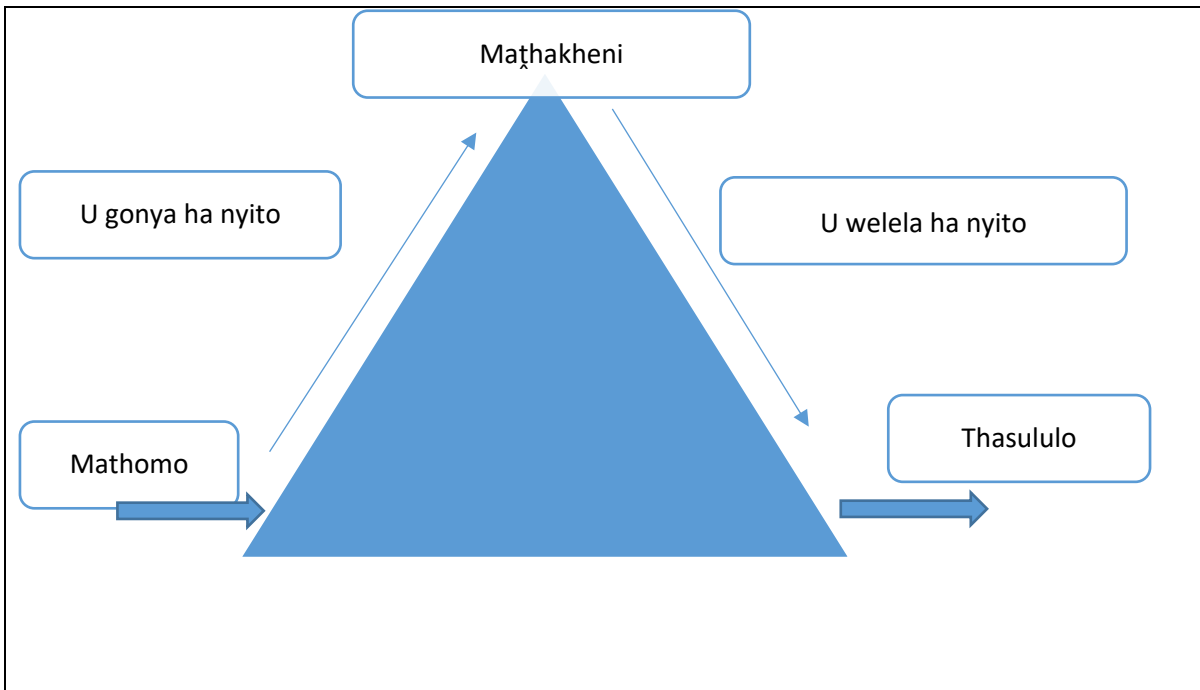 Maṱhakheni
U gonya ha nyito
U welela ha nyito
Mathomo
Thasululo